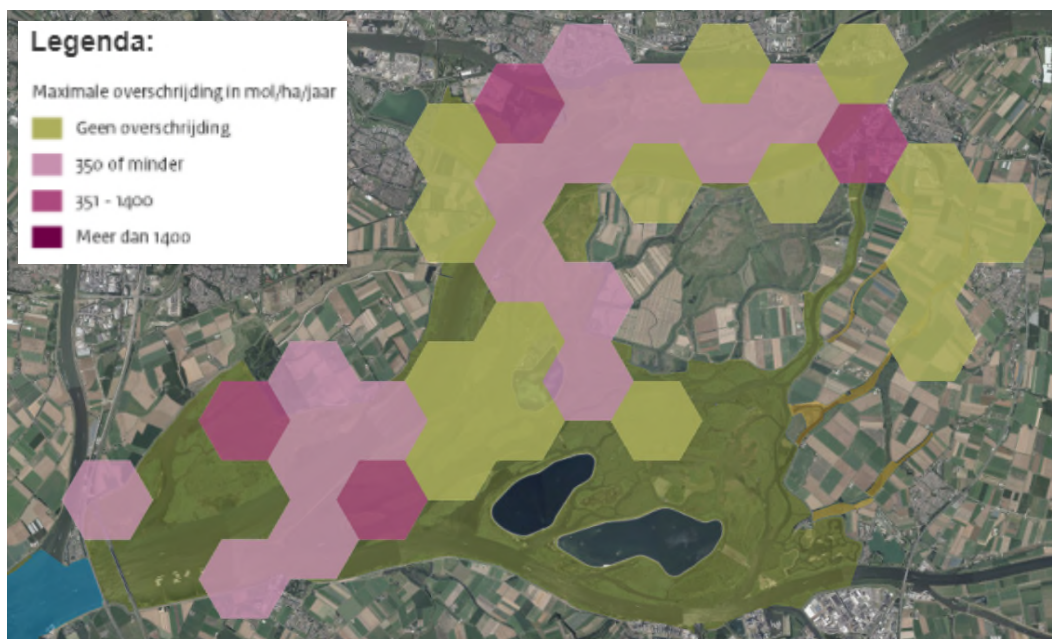 Legenda:
Maximale overschrijding in mol/ha/jaar
Geen overschrijding
350 of minder
351 - 1400
Meer dan 1400